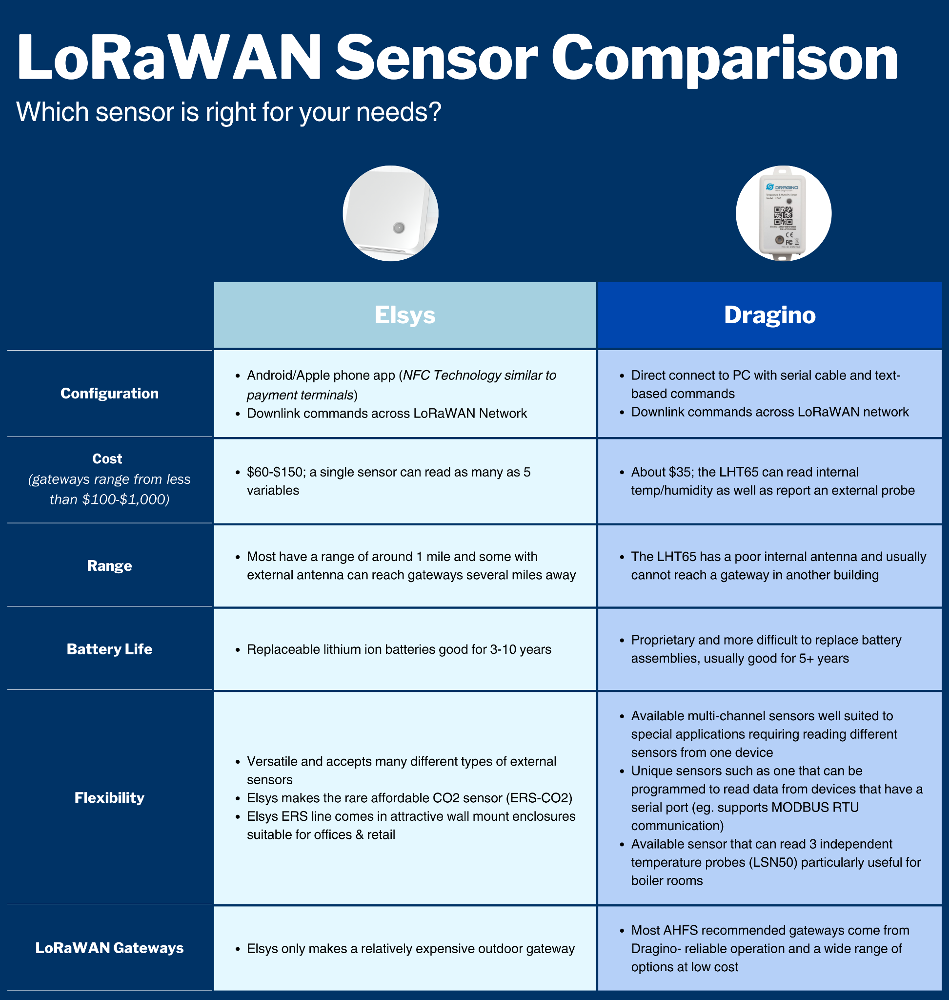 LoRaWAN Sensor Comparison
Which sensor is right for your needs?
DRAGINO
Temperature & Humidity Sensor
Elsys
Dragino
Configuration
• Android/Apple phone app (NFC Technology similar to
payment terminals)
• Downlink commands across LoRaWAN Network
• Direct connect to PC with serial cable and text-
based commands
• Downlink commands across LoRaWAN network
Cost
(gateways range from less
than $100-$1,000)
• $60-$150; a single sensor can read as many as 5
variables
• About $35; the LHT65 can read internal
temp/humidity as well as report an external probe
Range
• Most have a range of around 1 mile and some with
external antenna can reach gateways several miles away
• The LHT65 has a poor internal antenna and usually
cannot reach a gateway in another building
Battery Life
• Replaceable lithium ion batteries good for 3-10 years
• Proprietary and more difficult to replace battery
assemblies, usually good for 5+ years
Flexibility
• Versatile and accepts many different types of external
sensors
• Elsys makes the rare affordable CO2 sensor (ERS-CO2)
• Elsys ERS line comes in attractive wall mount enclosures
suitable for offices & retail
• Available multi-channel sensors well suited to
special applications requiring reading different
sensors from one device
• Unique sensors such as one that can be
programmed to read data from devices that have a
serial port (eg. supports MODBUS RTU
communication)
• Available sensor that can read 3 independent
temperature probes (LSN50) particularly useful for
boiler rooms
LoRaWAN Gateways
• Elsys only makes a relatively expensive outdoor gateway
• Most AHFS recommended gateways come from
Dragino- reliable operation and a wide range of
options at low cost